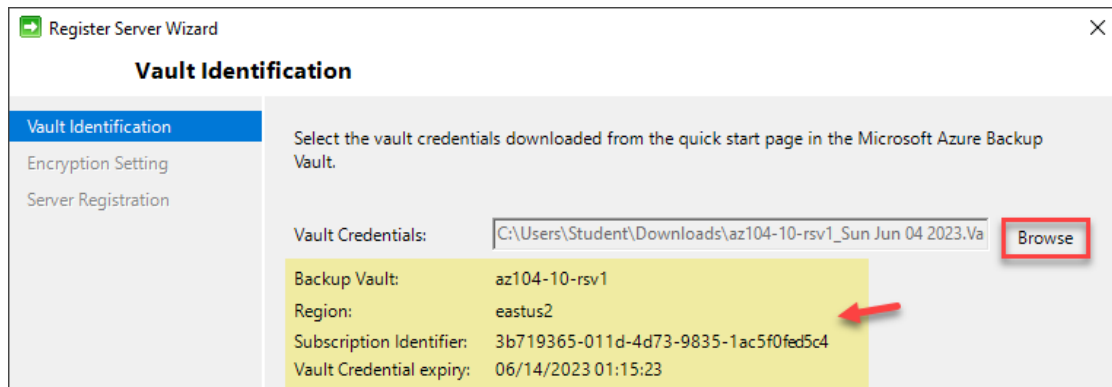 Register Server Wizard
Vault Identification
Vault Identification
Encryption Setting
Server Registration
Select the vault credentials downloaded from the quick start page in the Microsoft Azure Backup
Vault.
Vault Credentials: C:\Users\Student\Downloads\az104-10-rsv1_Sun Jun 04 2023.Va Browse
Backup Vault: az104-10-rsv1
Region: eastus2
Subscription Identifier: 3b719365-011d-4d73-9835-1ac5f0fed5c4
Vault Credential expiry: 06/14/2023 01:15:23